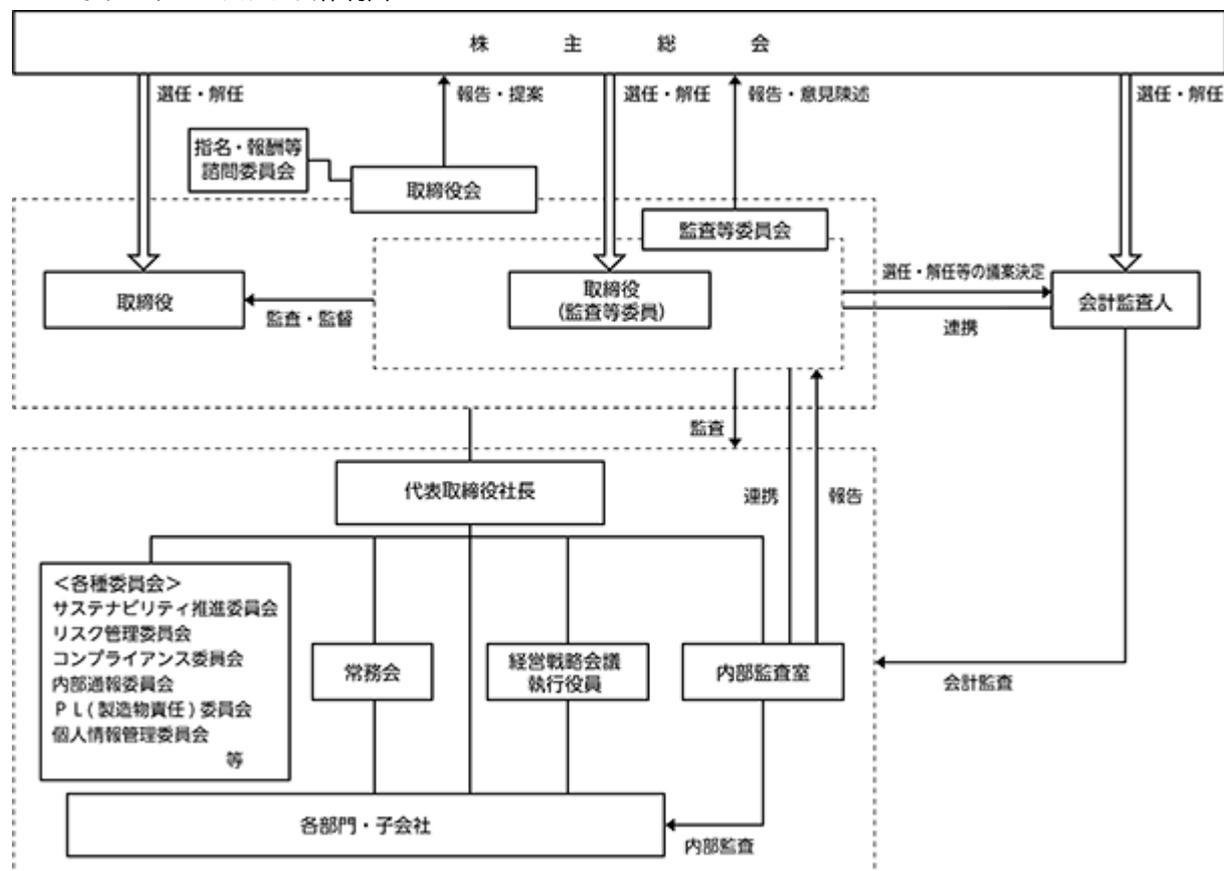 株主総会
選任・解任
報告・提案
選任・解任
報告・意見陳述
選任・解任
指名・報酬等
諮問委員会
取締役会
監査等委員会
取締役
監査・監督
取締役
(監査等委員)
選任・解任等の議案決定
連携
会計監査人
監査
代表取締役社長
連携
報告
＜各種委員会＞
サステナビリティ推進委員会
リスク管理委員会
コンプライアンス委員会
内部通報委員会
ＰＬ(製造物責任)委員会
個人情報管理委員会
等
常務会
経営戦略会議
執行役員
内部監査室
会計監査
各部門・子会社
内部監査